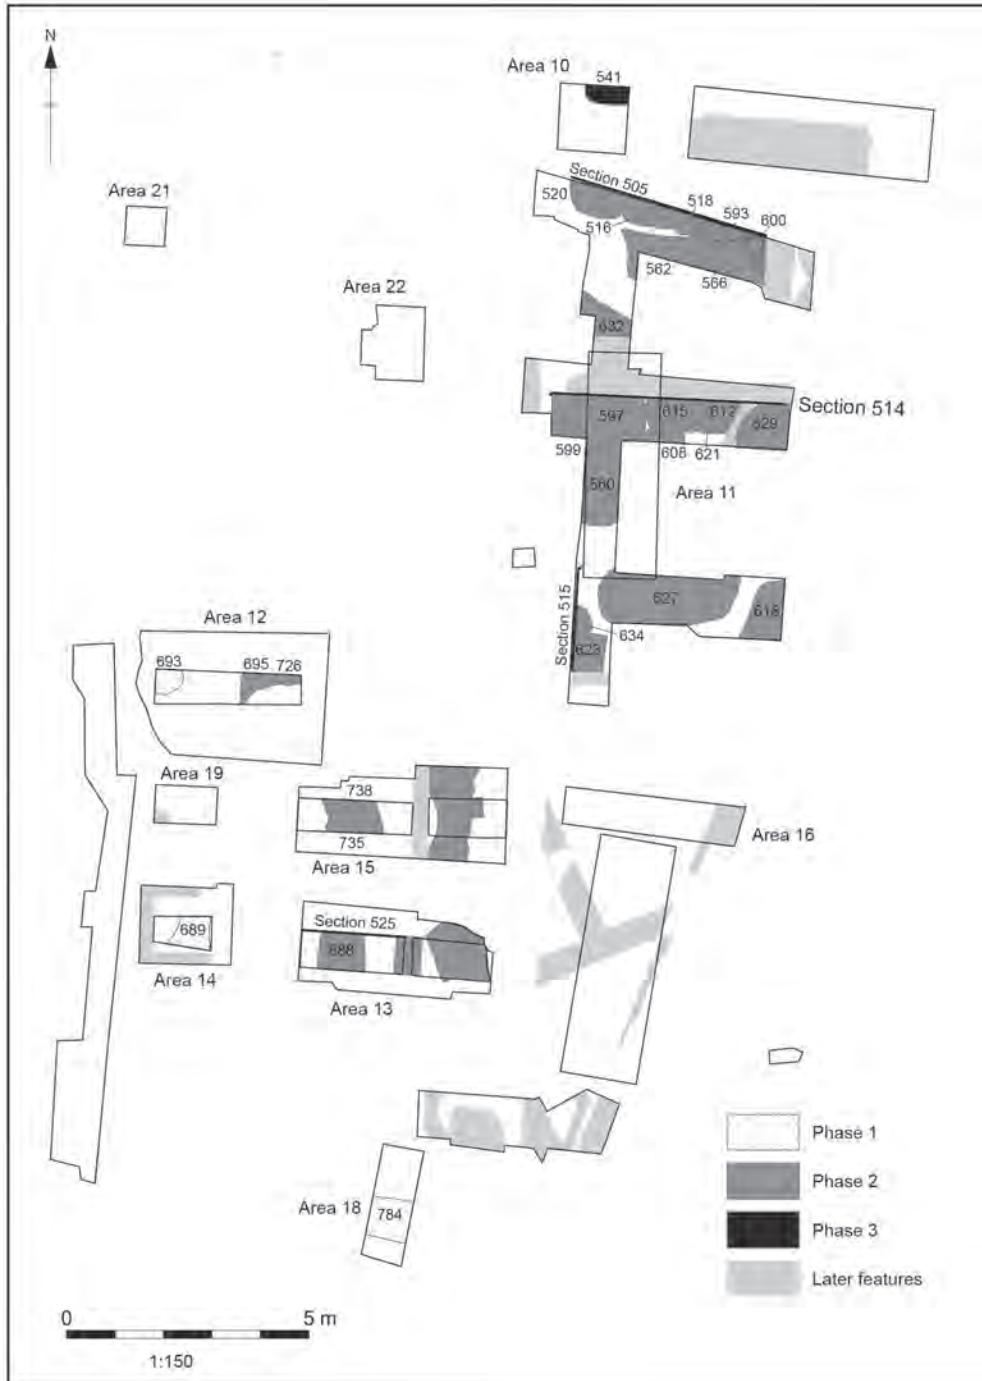 N
Area 10
541
Area 21
Section 505
520
518
593
600
516
562
566
Area 22
632
597
615
612
629
Section 514
599
608
621
560
Area 11
Section 515
627
618
634
623
Area 12
693
695
726
Area 19
738
735
Area 15
Area 16
689
Area 14
Section 525
688
Area 13
Area 18
784
Phase 1
Phase 2
Phase 3
Later features
0
5 m
1:150